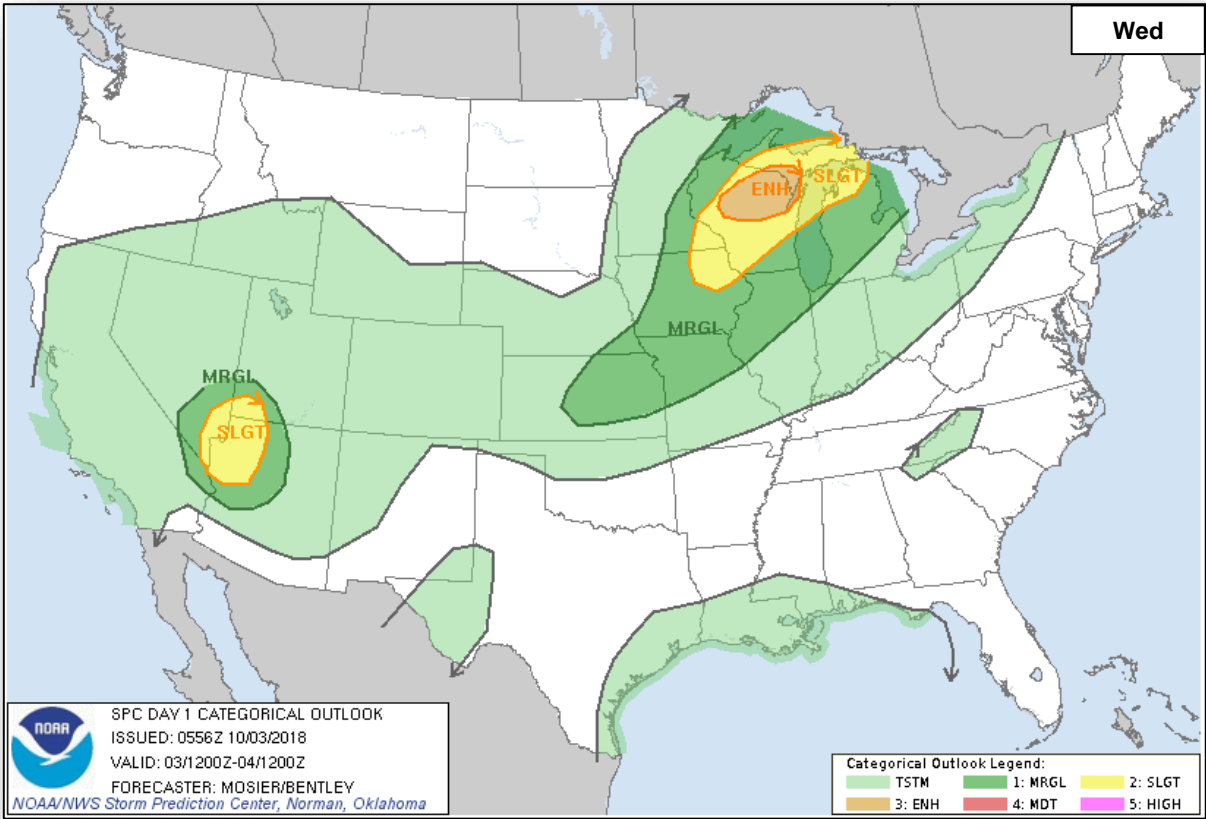 Wed
ENH
SLGT
MRGL
MRGL
SLGT
NOAA
SPC DAY 1 CATEGORICAL OUTLOOK
ISSUED: 0556Z 10/03/2018
VALID: 03/1200Z-04/1200Z
FORECASTER: MOSIER/BENTLEY
NOAA/NWS Storm Prediction Center, Norman, Oklahoma
Categorical Outlook Legend:
TSTM 1: MRGL 2: SLGT
3: ENH 4: MDT 5: HIGH